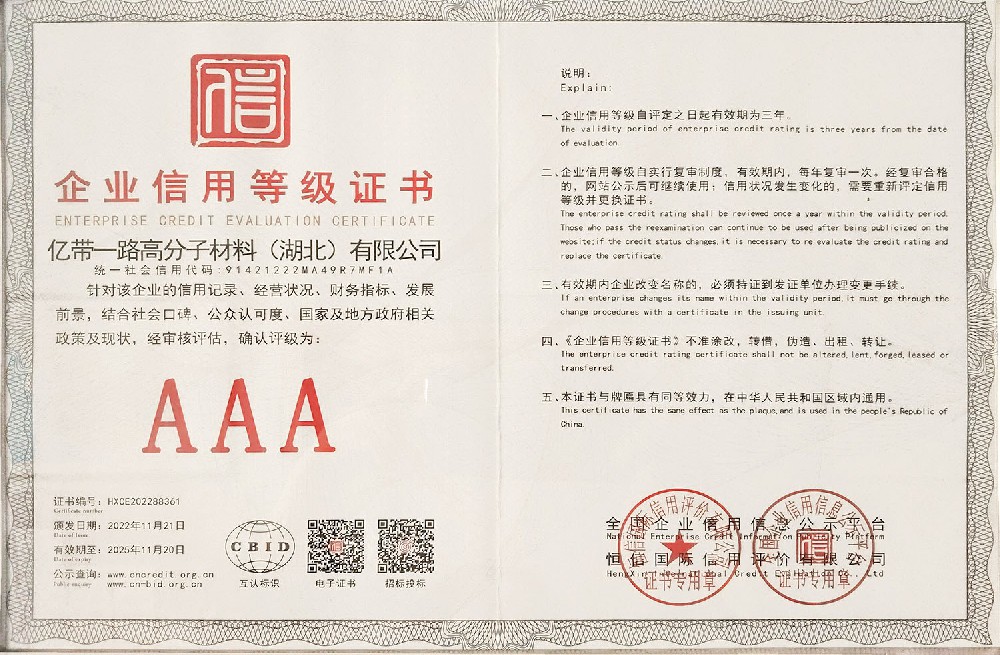 信
企业信用等级证书
ENTERPRISE CREDIT EVALUATION CERTIFICATE
亿带一路高分子材料（湖北）有限公司
统一社会信用代码:91421222MA49R7MF1A
针对该企业的信用记录、经营状况、财务指标、发展
前景，结合社会口碑、公众认可度、国家及地方政府相关
政策及现状，经审核评估，确认评级为：
AAA
证书编号：HXCE202288361
Certificate number
颁发日期：2022年11月21日
Date of issue
有效期至：2025年11月20日
Date of expiry
公示查询：www.cncredit.org.cn
Public enquiry www.cn-bid.org.cn
CBID
互认标识
电子证书
招标投标
说明：
Explain:
一、企业信用等级自评定之日起有效期为三年。
The validity period of enterprise credit rating is three years from the date
of evaluation.
二、企业信用等级自实行复审制度、有效期内，每年复审一次。经复审合格
的，网站公示后可继续使用；信用状况发生变化的，需要重新评定信用
等级并更换证书。
The enterprise credit rating shall be reviewed once a year within the validity period.
Those who pass the reexamination can continue to be used after being publicized on the
website;if the credit status changes,it is necessary to re evaluate the credit rating and
replace the certificate.
三、有效期内企业改变名称的，必须持证到发证单位办理变更手续。
If an enterprise changes its name within the validity period,it must go through the
change procedures with a certificate in the issuing unit.
四、《企业信用等级证书》不准涂改，转借，伪造、出租、转让。
The enterprise credit rating certificate shall not be altered,lent,forged,leased or
transferred.
五、本证书与牌匾具有同等效力，在中华人民共和国区域内通用。
This certificate has the same effect as the plaque,and is used in the people's Republic of
China.
全国企业信用信息公示平台
National Enterprise Credit Information Publicity Platform
恒信国际信用评价有限公司
HengXin International Credit Evaluation Co., Ltd
证书专用章
信
证书专用章